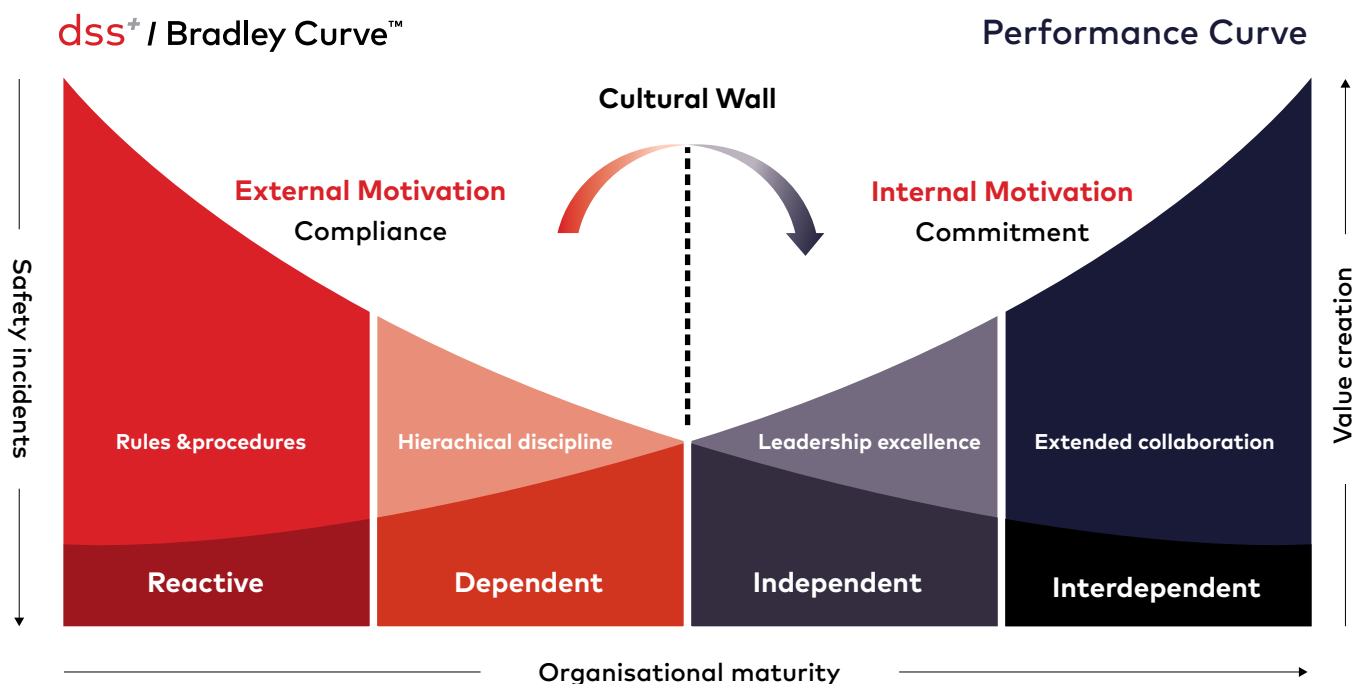 dss+ / Bradley Curve™
Performance Curve
Cultural Wall
External Motivation
Compliance
Internal Motivation
Commitment
Safety incidents
Value creation
Rules &procedures
Hierachical discipline
Leadership excellence
Extended collaboration
Reactive
Dependent
Independent
Interdependent
Organisational maturity